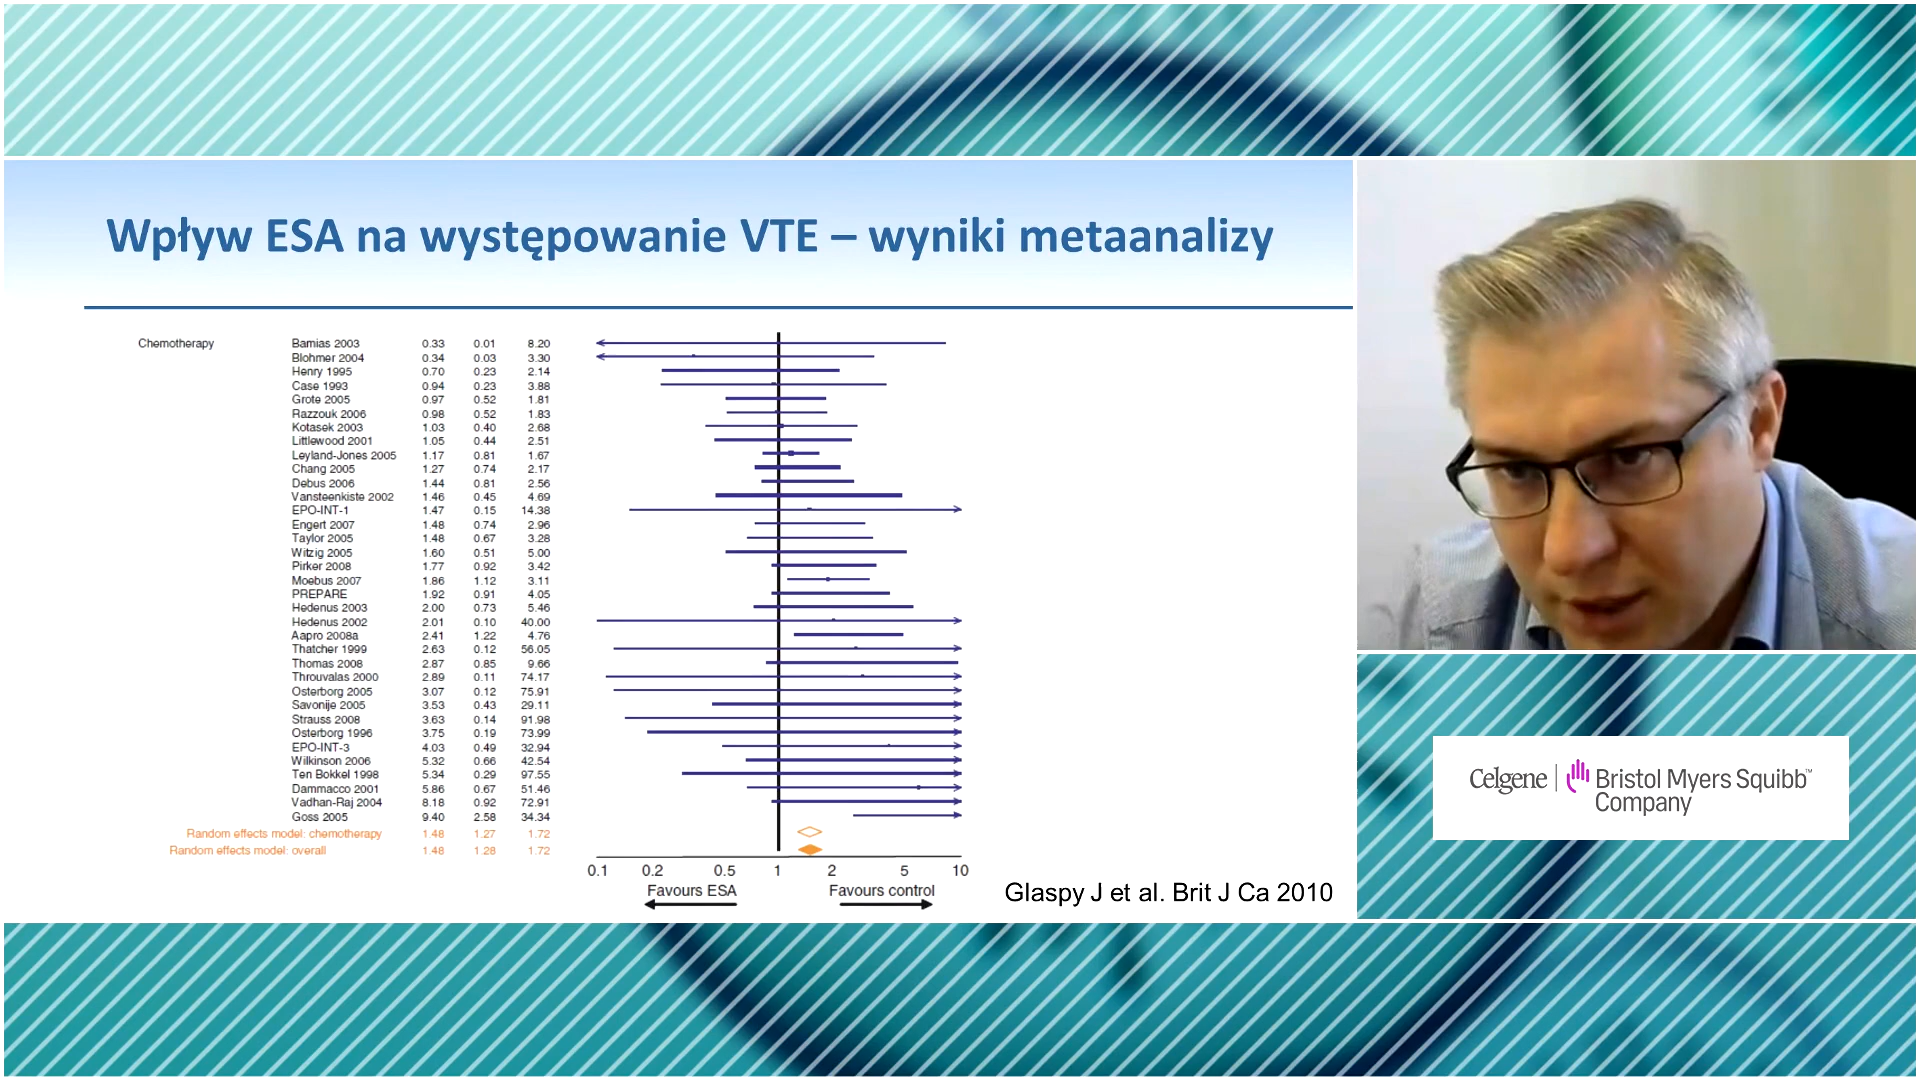 Wpływ ESA na występowanie VTE – wyniki metaanalizy
Chemotherapy Bamias 2003 0.33 0.01 8.20
Blohmer 2004 0.34 0.03 3.30
Henry 1995 0.70 0.23 2.14
Case 1993 0.94 0.23 3.88
Grote 2005 0.97 0.52 1.81
Razzouk 2006 0.98 0.52 1.83
Kotasek 2003 1.03 0.40 2.68
Littlewood 2001 1.05 0.44 2.51
Leyland-Jones 2005 1.17 0.81 1.67
Chang 2005 1.27 0.74 2.17
Debus 2006 1.44 0.81 2.56
Vansteenkiste 2002 1.46 0.45 4.69
EPO-INT-1 1.47 0.15 14.38
Engert 2007 1.48 0.74 2.96
Taylor 2005 1.48 0.67 3.28
Witzig 2005 1.60 0.51 5.00
Pirker 2008 1.77 0.92 3.42
Moebus 2007 1.86 1.12 3.11
PREPARE 1.92 0.91 4.05
Hedenus 2003 2.00 0.73 5.46
Hedenus 2002 2.01 0.10 40.00
Aapro 2008a 2.41 1.22 4.76
Thatcher 1999 2.63 0.12 56.05
Thomas 2008 2.87 0.85 9.66
Throuvalas 2000 2.89 0.11 74.17
Osterborg 2005 3.07 0.12 75.91
Savonije 2005 3.53 0.43 29.11
Strauss 2008 3.63 0.14 91.98
Osterborg 1996 3.75 0.19 73.99
EPO-INT-3 4.03 0.49 32.94
Wilkinson 2006 5.32 0.66 42.54
Ten Bokkel 1998 5.34 0.29 97.55
Dammacco 2001 5.86 0.67 51.46
Vadhan-Raj 2004 8.18 0.92 72.91
Goss 2005 9.40 2.58 34.34
Random effects model: chemotherapy 1.48 1.27 1.72
Random effects model: overall 1.48 1.28 1.72
0.1 0.2 0.5 1 2 5 10
Favours ESA Favours control
Glaspy J et al. Brit J Ca 2010
Celgene | Bristol Myers Squibb™
Company